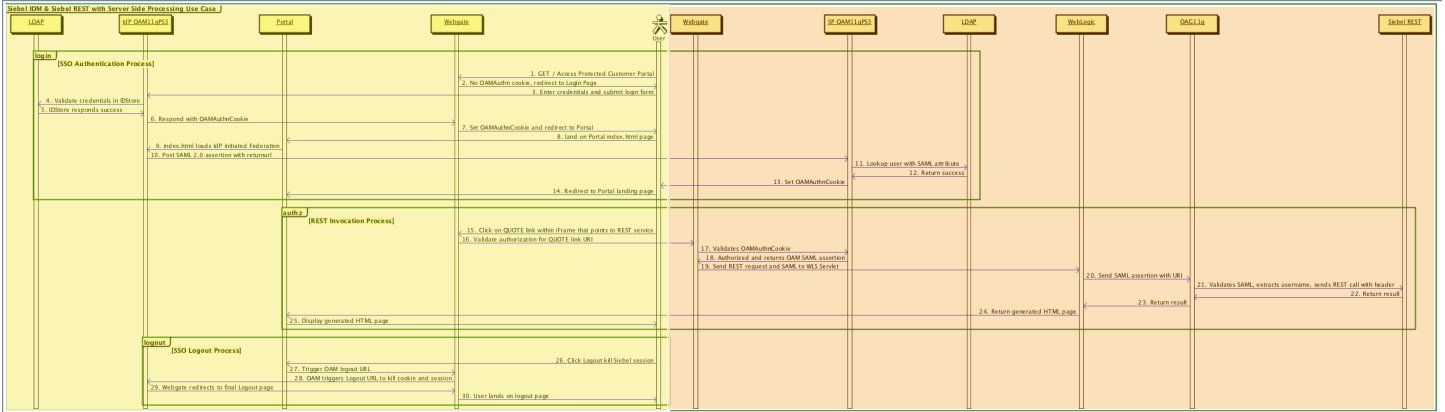 Siebel IDM & Siebel REST with Server Side Processing Use Case
LDAP
IdP OAM11gPS3
Portal
Webgate
User
Webgate
SP OAM11gPS3
LDAP
WebLogic
OAG11g
Siebel REST
login
[SSO Authentication Process]
1. GET / Access Protected Customer Portal
2. No OAMAuthn cookie, redirect to Login Page
3. Enter credentials and submit login form
4. Validate credentials in IDStore
5. IDStore responds success
6. Respond with OAMAuthnCookie
7. Set OAMAuthnCookie and redirect to Portal
8. land on Portal index.html page
9. index.html loads IdP initiated Federation
10. Post SAML 2.0 assertion with returnurl
11. Lookup user with SAML attribute
12. Return success
13. Set OAMAuthnCookie
14. Redirect to Portal landing page
authz
[REST Invocation Process]
15. Click on QUOTE link within iFrame that points to REST service
16. Validate authorization for QUOTE link URI
17. Validates OAMAuthnCookie
18. Authorized and returns OAM SAML assertion
19. Send REST request and SAML to WLS Servlet
20. Send SAML assertion with URI
21. Validates SAML, extracts username, sends REST call with header
22. Return result
23. Return result
24. Return generated HTML page
25. Display generated HTML page
logout
[SSO Logout Process]
26. Click Logout kill Siebel session
27. Trigger OAM logout URL
28. OAM triggers Logout URL to kill cookie and session
29. Webgate redirects to final Logout page
30. User lands on logout page